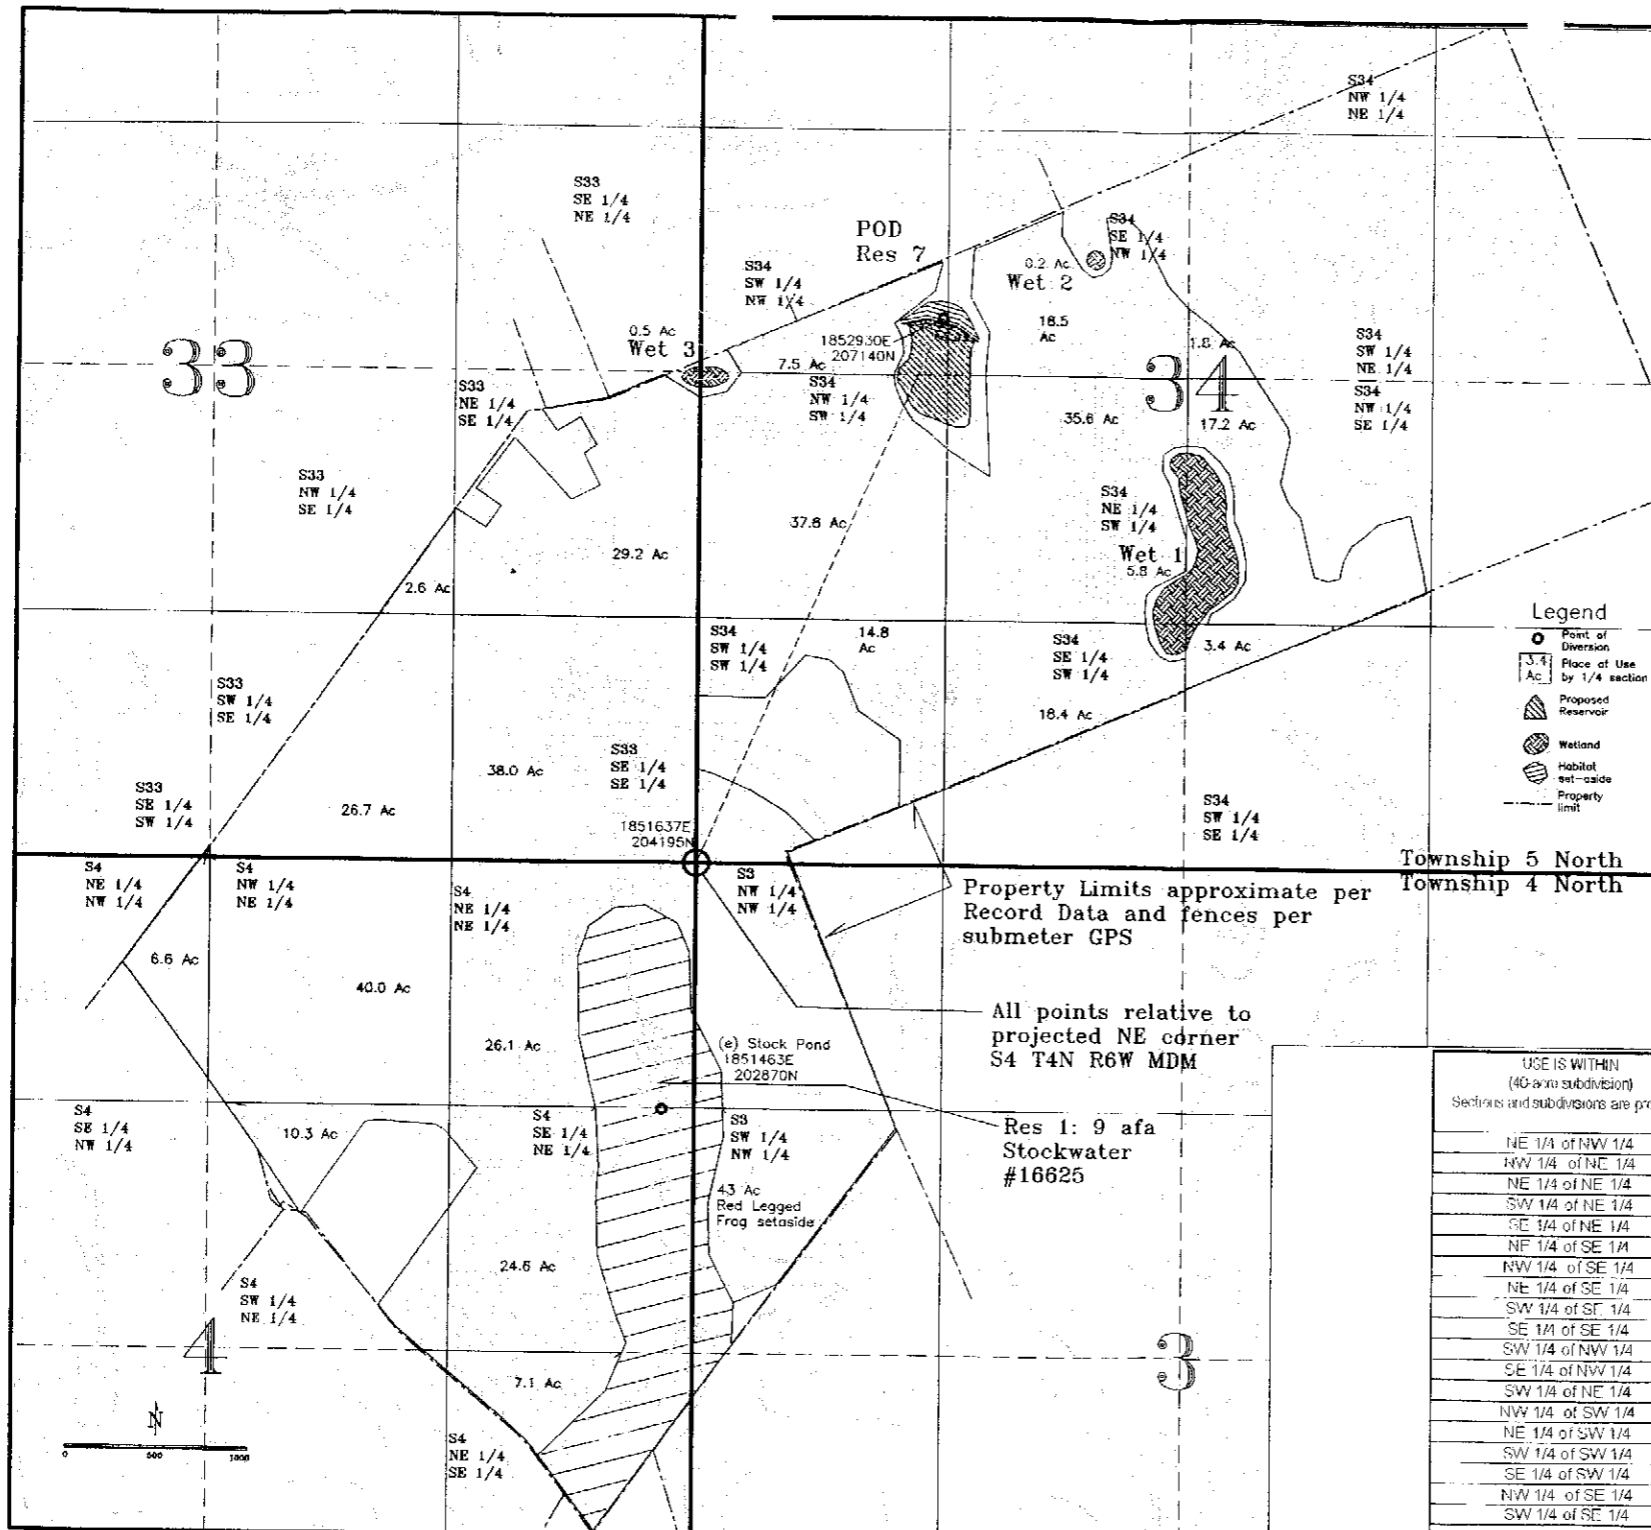 S34
NW 1/4
NE 1/4
S33
SE 1/4
NE 1/4
POD
Res 7
S34
SW 1/4
NW 1/4
S34
SE 1/4
NW 1/4
0.2 Ac
Wet 2
0.5 Ac
Wet 3
1852930E
207140N
18.5
Ac
1.8 Ac
S34
SW 1/4
NE 1/4
33
7.5 Ac
34
S33
NE 1/4
SE 1/4
S34
NW 1/4
SW 1/4
35.6 Ac
17.2 Ac
S34
NW 1/4
SE 1/4
S33
NW 1/4
SE 1/4
S34
NE 1/4
SW 1/4
37.8 Ac
29.2 Ac
Wet 1
5.8 Ac
2.6 Ac
Legend
Point of
Diversion
3.4
Ac
Place of Use
by 1/4 section
Proposed
Reservoir
Wetland
Habitat
set-aside
Property
limit
S34
SW 1/4
SW 1/4
14.8
Ac
S34
SE 1/4
SW 1/4
3.4 Ac
S33
SW 1/4
SE 1/4
18.4 Ac
S33
SE 1/4
SE 1/4
38.0 Ac
S33
SE 1/4
SW 1/4
26.7 Ac
S34
SW 1/4
SE 1/4
1851637E
204195N
Township 5 North
Township 4 North
S4
NE 1/4
NW 1/4
S4
NW 1/4
NE 1/4
S4
NE 1/4
NE 1/4
S3
NW 1/4
NW 1/4
Property Limits approximate per
Record Data and fences per
submeter GPS
6.6 Ac
40.0 Ac
26.1 Ac
All points relative to
projected NE corner
S4 T4N R6W MDM
(e) Stock Pond
1851463E
202870N
S4
SE 1/4
NW 1/4
10.3 Ac
S4
SE 1/4
NE 1/4
S3
SW 1/4
NW 1/4
Res 1: 9 afa
Stockwater
#16625
43 Ac
Red Legged
Frog setaside
24.6 Ac
S4
SW 1/4
NE 1/4
4
3
7.1 Ac
N
0 500 1000
S4
NE 1/4
SE 1/4
USE IS WITHIN
(40-acre subdivision)
Sections and subdivisions are
NE 1/4 of NW 1/4
NW 1/4 of NE 1/4
NE 1/4 of NE 1/4
SW 1/4 of NE 1/4
SE 1/4 of NE 1/4
NE 1/4 of SE 1/4
NW 1/4 of SE 1/4
NE 1/4 of SE 1/4
SW 1/4 of SE 1/4
SE 1/4 of SE 1/4
SW 1/4 of NW 1/4
SE 1/4 of NW 1/4
SW 1/4 of NE 1/4
NW 1/4 of SW 1/4
NE 1/4 of SW 1/4
SW 1/4 of SW 1/4
SE 1/4 of SW 1/4
NW 1/4 of SE 1/4
SW 1/4 of SE 1/4